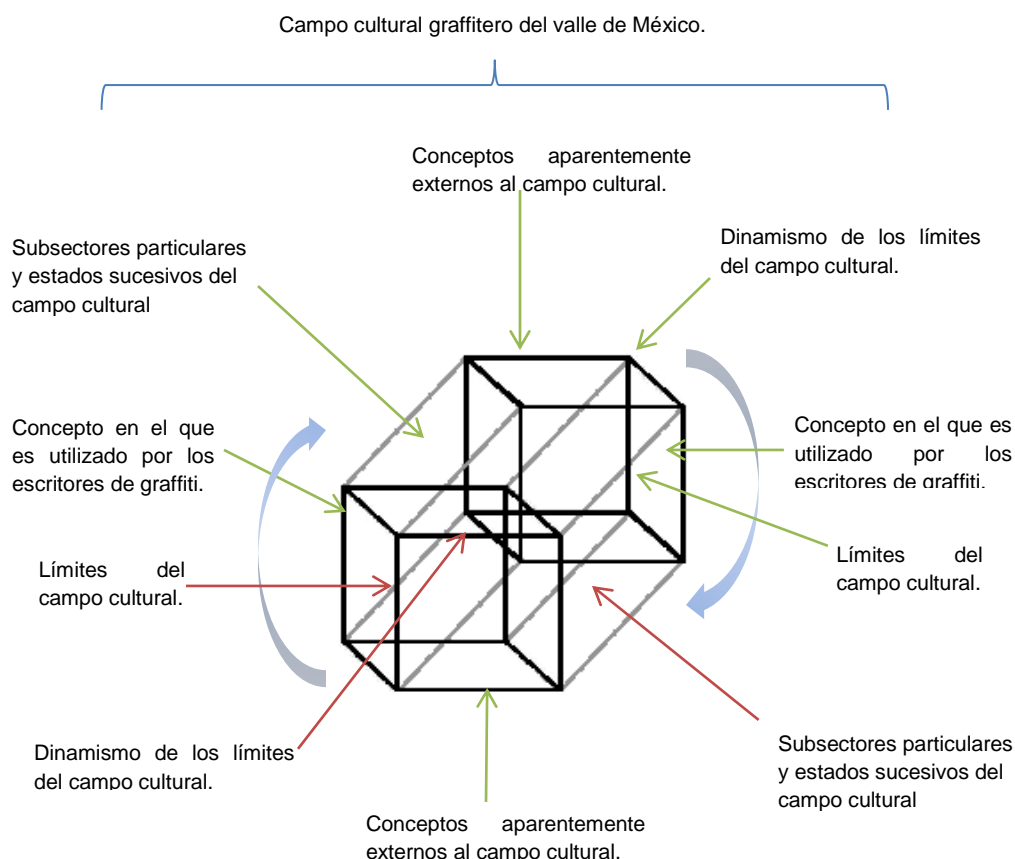 Campo cultural graffitero del valle de México.
Conceptos aparentemente
externos al campo cultural.
Subsectores particulares
y estados sucesivos del
campo cultural
Dinamismo de los límites
del campo cultural.
Concepto en el que
es utilizado por los
escritores de graffiti.
Concepto en el que es
utilizado por los
escritores de graffiti.
Límites del
campo cultural.
Límites del
campo cultural.
Dinamismo de los límites
del campo cultural.
Subsectores particulares
y estados sucesivos del
campo cultural
Conceptos aparentemente
externos al campo cultural.